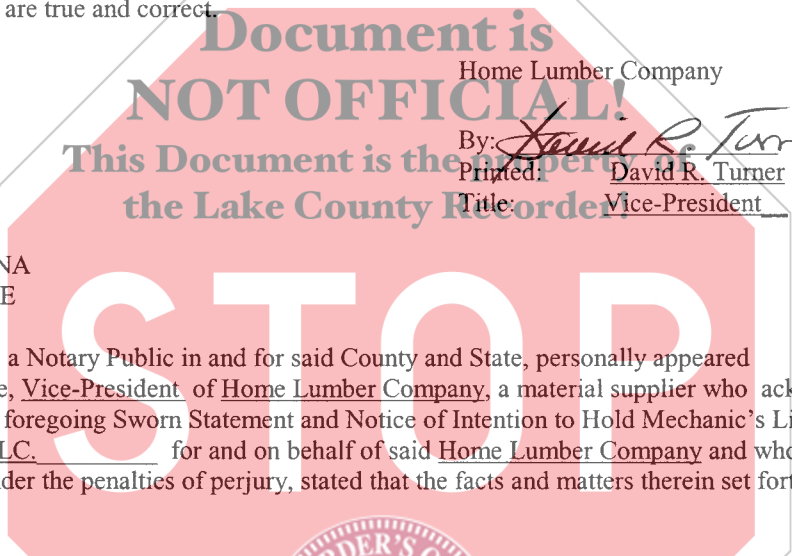 are true and correct.
Document is
NOT OFFICIAL!
This Document is the property of
the Lake County Recorder!
Home Lumber Company
By: David R. Turn
Printed: David R. Turner
Title: Vice-President
NA
E
STOP
a Notary Public in and for said County and State, personally appeared
e, Vice-President of Home Lumber Company, a material supplier who ack
foregoing Sworn Statement and Notice of Intention to Hold Mechanic's Li
LC. for and on behalf of said Home Lumber Company and who
der the penalties of perjury, stated that the facts and matters therein set fort
DER'S O